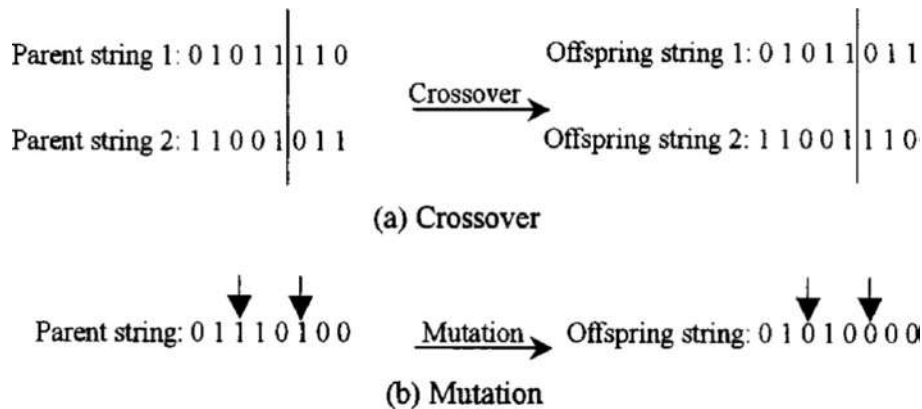 Parent string 1: 0 1 0 1 1 1 1 0
Offspring string 1: 0 1 0 1 1 0 1 1
Crossover
Parent string 2: 1 1 0 0 1 0 1 1
Offspring string 2: 1 1 0 0 1 1 1 0
(a) Crossover
Parent string: 0 1 1 1 0 1 0 0
Mutation
Offspring string: 0 1 0 1 0 0 0 0
(b) Mutation